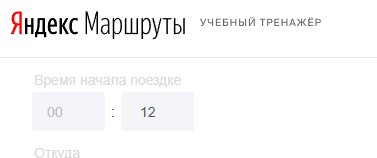 Яндекс Маршруты УЧЕБНЫЙ ТРЕНАЖЁР
Время начала поездке
00 : 12
Откуда